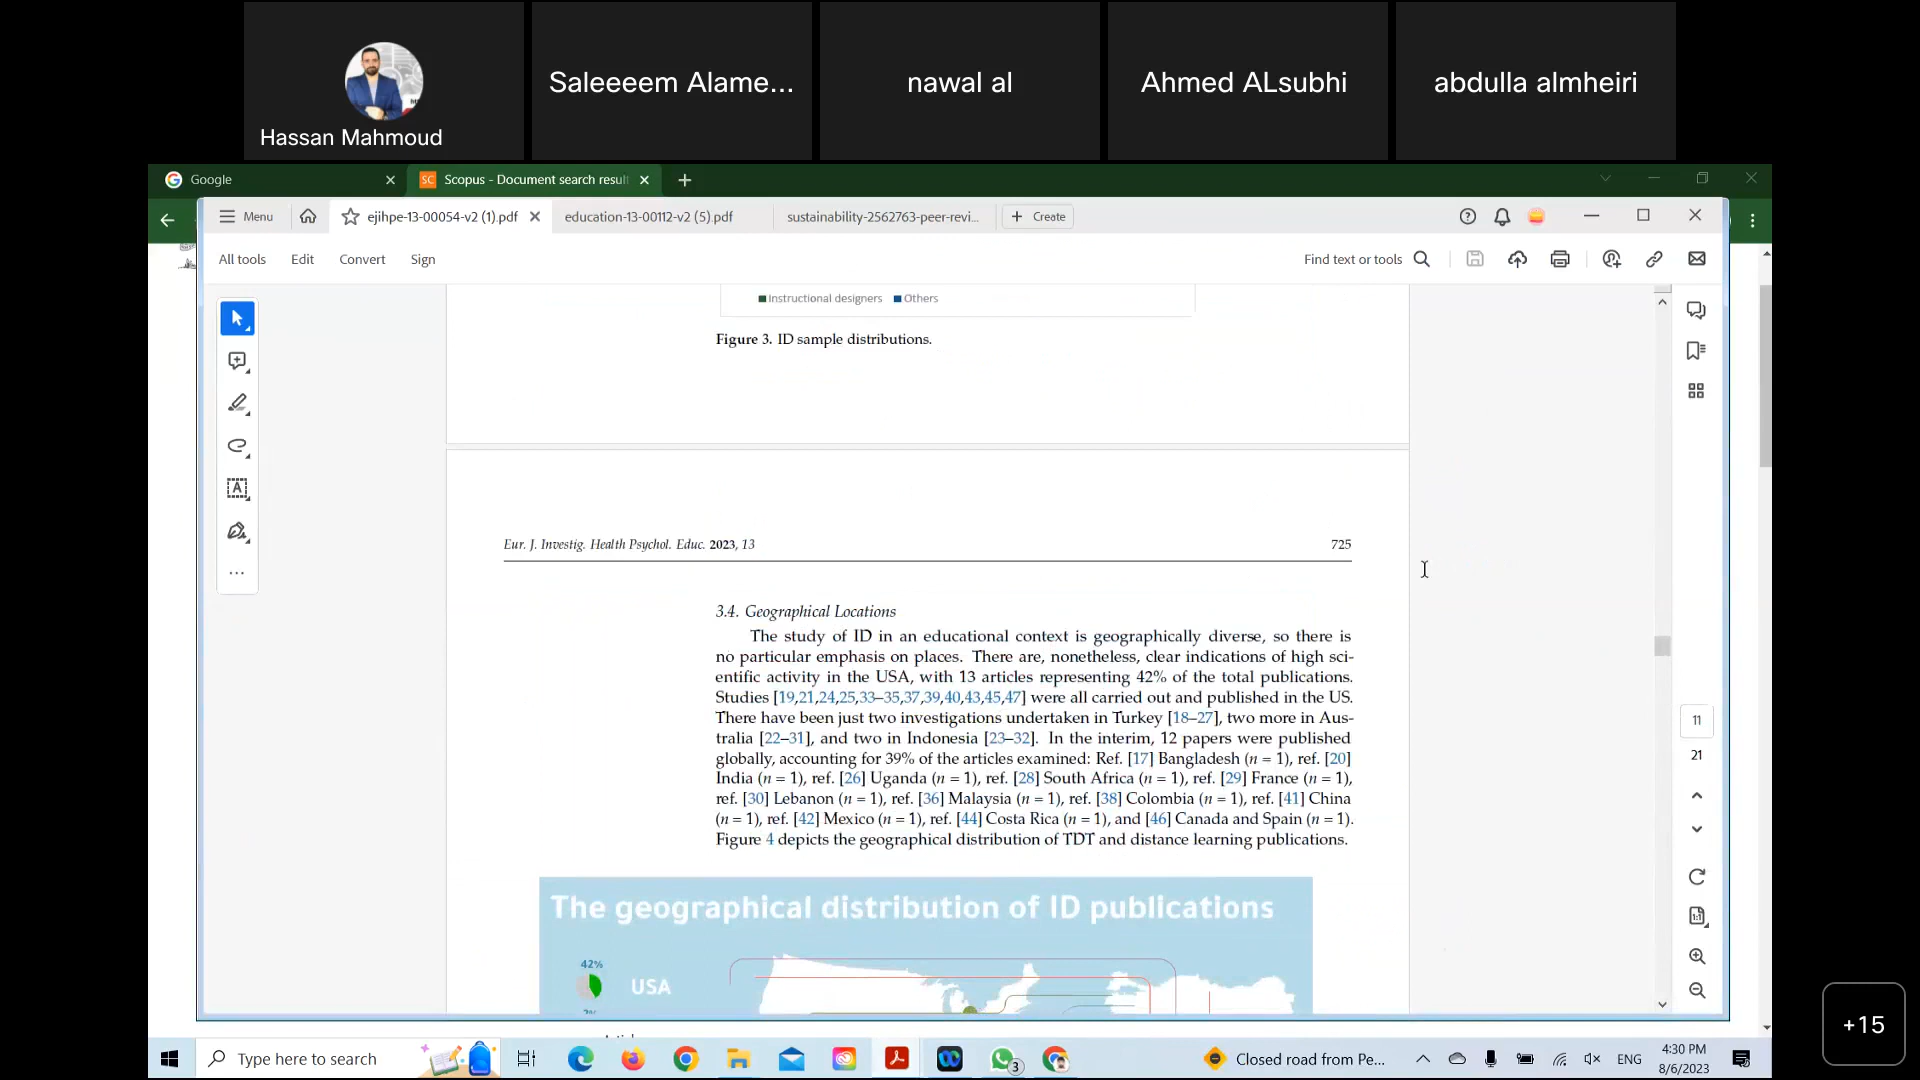 Hassan Mahmoud
Saleeeem Alame...
nawal al
Ahmed ALsubhi
abdulla almheiri
Google
SC Scopus - Document search resul
Menu
ejihpe-13-00054-v2 (1).pdf
education-13-00112-v2 (5).pdf
sustainability-2562763-peer-revi...
Create
All tools
Edit
Convert
Sign
Find text or tools
Instructional designers Others
Figure 3. ID sample distributions.
Eur. J. Investig. Health Psychol. Educ. 2023, 13
725
3.4. Geographical Locations
The study of ID in an educational context is geographically diverse, so there is
no particular emphasis on places. There are, nonetheless, clear indications of high sci-
entific activity in the USA, with 13 articles representing 42% of the total publications.
Studies [19,21,24,25,33–35,37,39,40,43,45,47] were all carried out and published in the US.
There have been just two investigations undertaken in Turkey [18–27], two more in Aus-
tralia [22–31], and two in Indonesia [23–32]. In the interim, 12 papers were published
globally, accounting for 39% of the articles examined: Ref. [17] Bangladesh (n = 1), ref. [20]
India (n = 1), ref. [26] Uganda (n = 1), ref. [28] South Africa (n = 1), ref. [29] France (n = 1),
ref. [30] Lebanon (n = 1), ref. [36] Malaysia (n = 1), ref. [38] Colombia (n = 1), ref. [41] China
(n = 1), ref. [42] Mexico (n = 1), ref. [44] Costa Rica (n = 1), and [46] Canada and Spain (n = 1).
Figure 4 depicts the geographical distribution of TDT and distance learning publications.
The geographical distribution of ID publications
42%
USA
11
21
+15
Type here to search
3
Closed road from Pe...
ENG
4:30 PM
8/6/2023